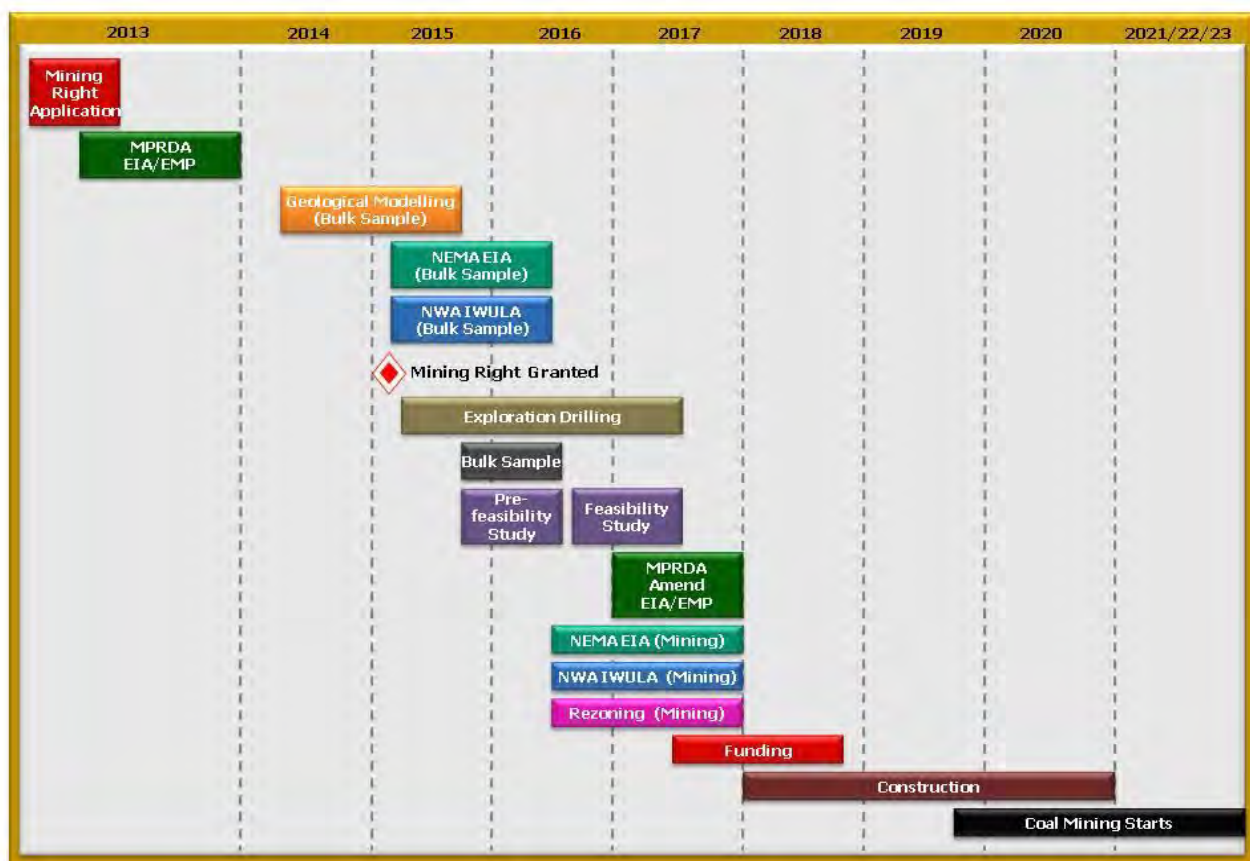 2013 2014 2015 2016 2017 2018 2019 2020 2021/22/23
Mining
Right
Application
MPRDA
EIA/EMP
Geological Modelling
(Bulk Sample)
NEMA EIA
(Bulk Sample)
NWA IWULA
(Bulk Sample)
Mining Right Granted
Exploration Drilling
Bulk Sample
Pre-
feasibility
Study
Feasibility
Study
MPRDA
Amend
EIA/EMP
NEMA EIA (Mining)
NWA IWULA (Mining)
Rezoning (Mining)
Funding
Construction
Coal Mining Starts